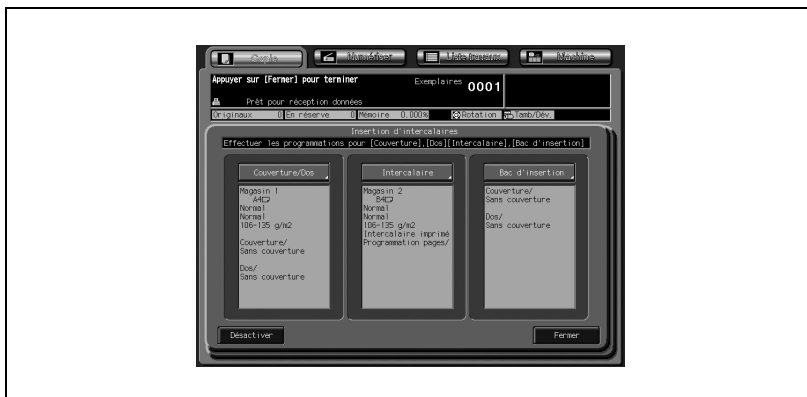 Copie Numériser Liste travaux Machine
Appuyer sur [Fermer] pour terminer Exemplaires 0001
Prêt pour réception données
Originaux 0 En réserve 0 Mémoire 0.000% Rotation Tamb/Dév.
Insertion d'intercalaires
Effectuer les programmations pour [Couverture],[Dos][Intercalaire],[Bac d'insertion]
Couverture/Dos
Magasin 1
A4
Normal
Normal
106-135 g/m2
Couverture/
Sans couverture
Dos/
Sans couverture
Intercalaire
Magasin 2
B4
Normal
Normal
106-135 g/m2
Intercalaire imprimé
Programmation pages/
Bac d'insertion
Couverture/
Sans couverture
Dos/
Sans couverture
Désactiver Fermer